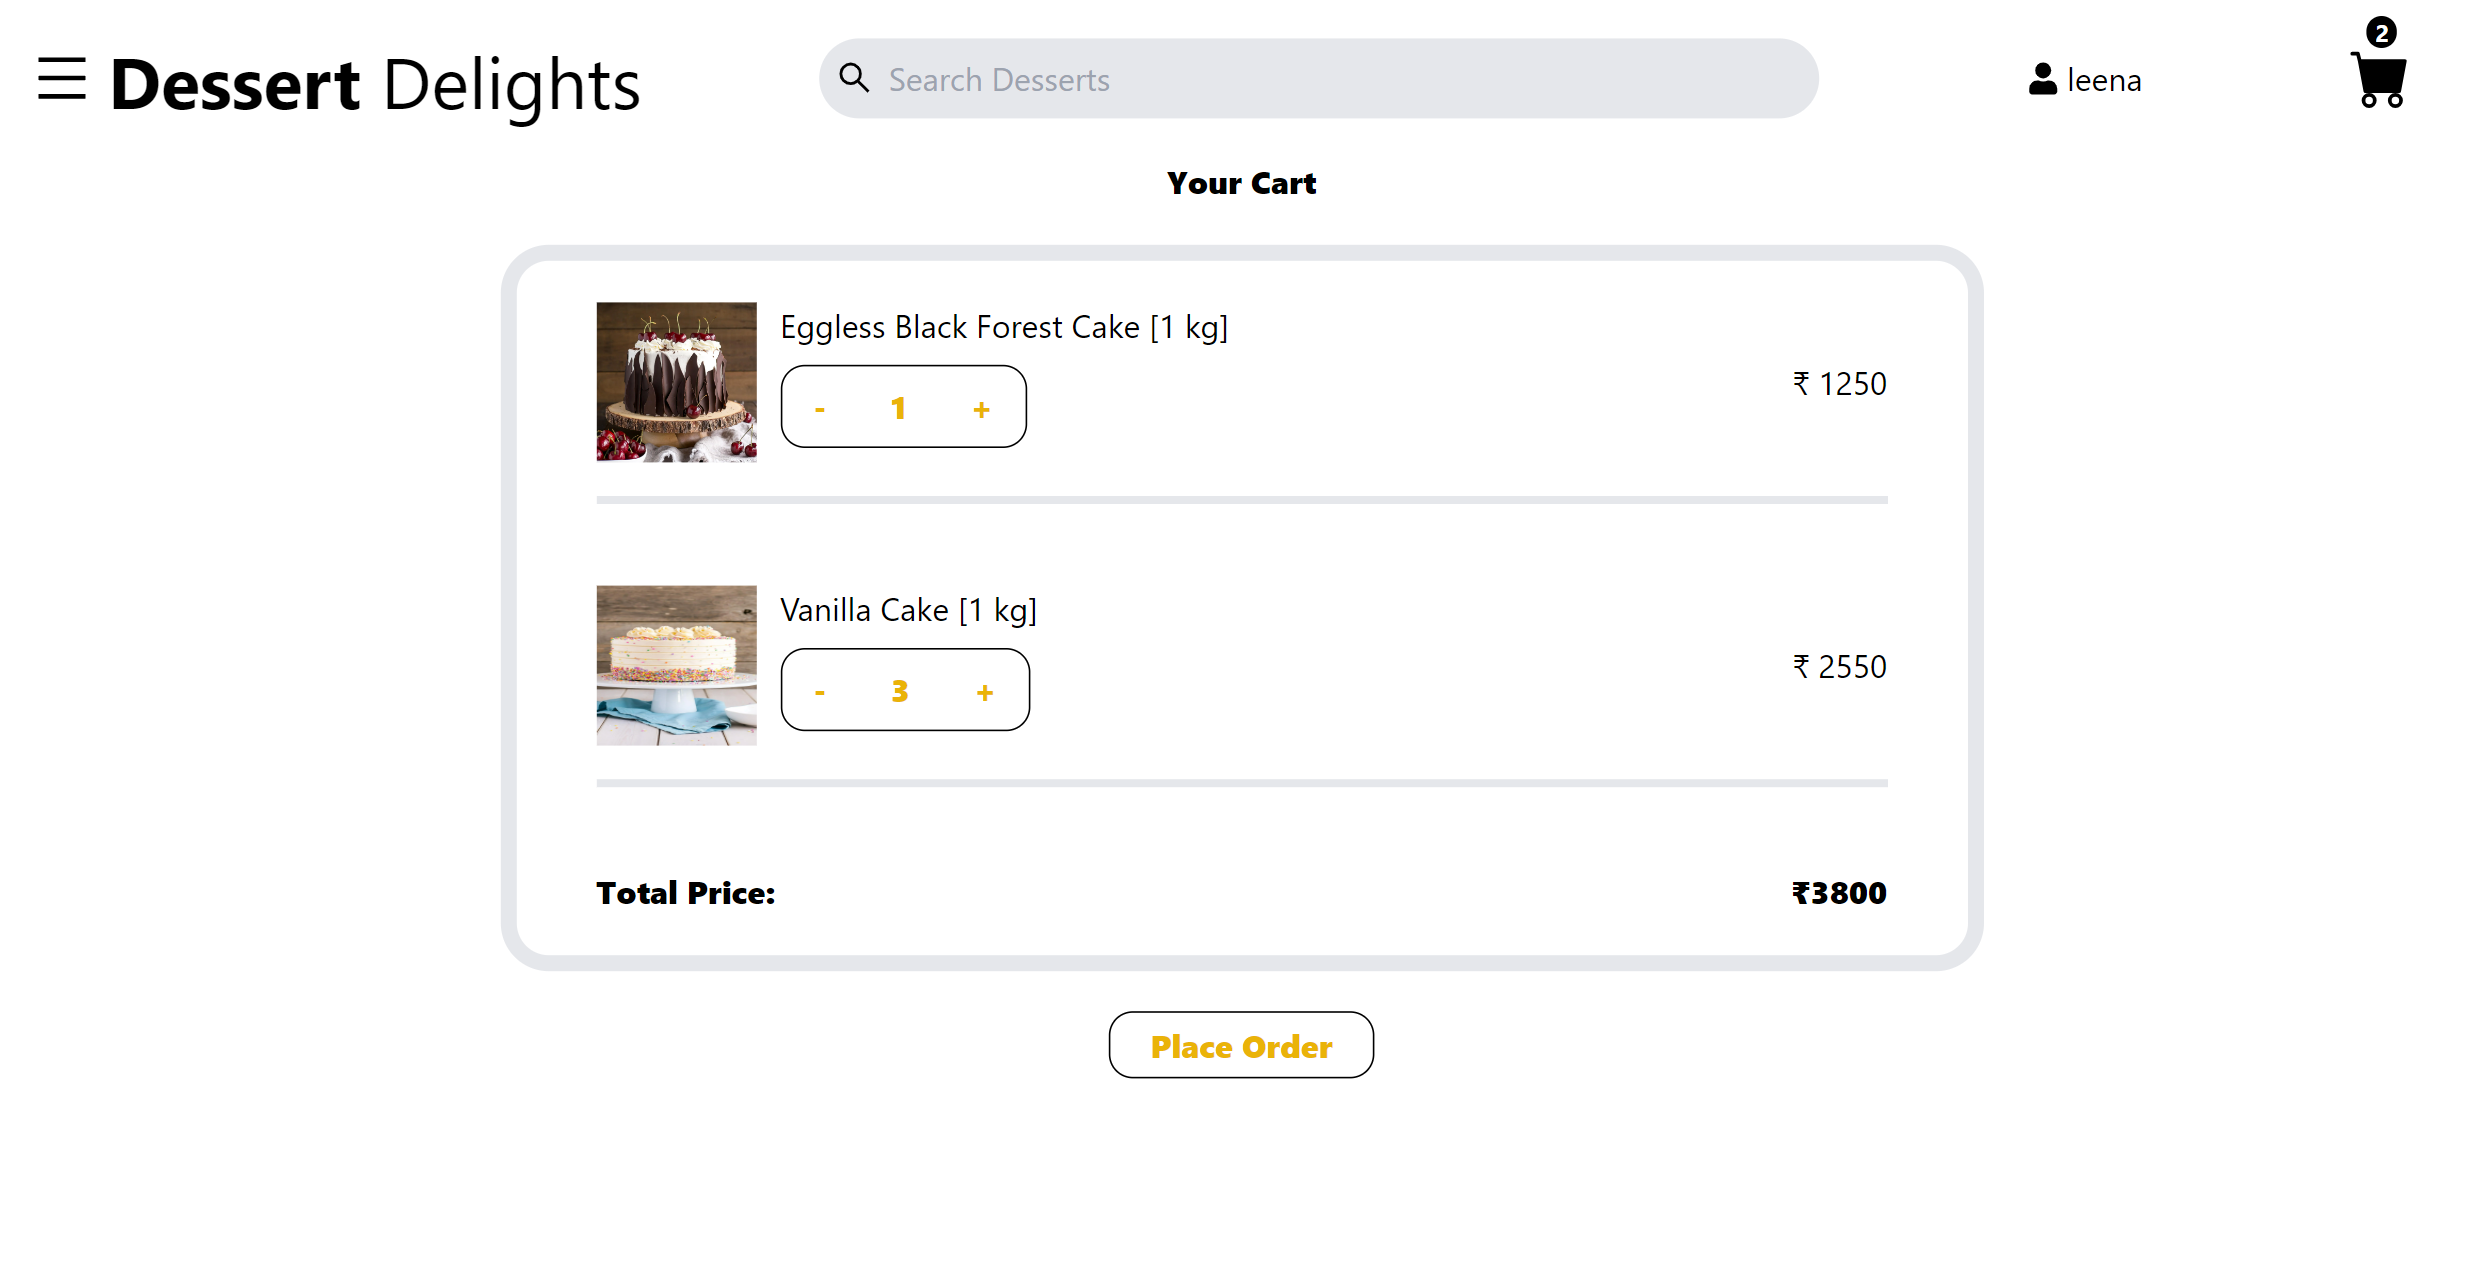 Dessert Delights
Search Desserts
leena
2
Your Cart
Eggless Black Forest Cake [1 kg]
- 1 +
₹ 1250
Vanilla Cake [1 kg]
- 3 +
₹ 2550
Total Price: ₹3800
Place Order